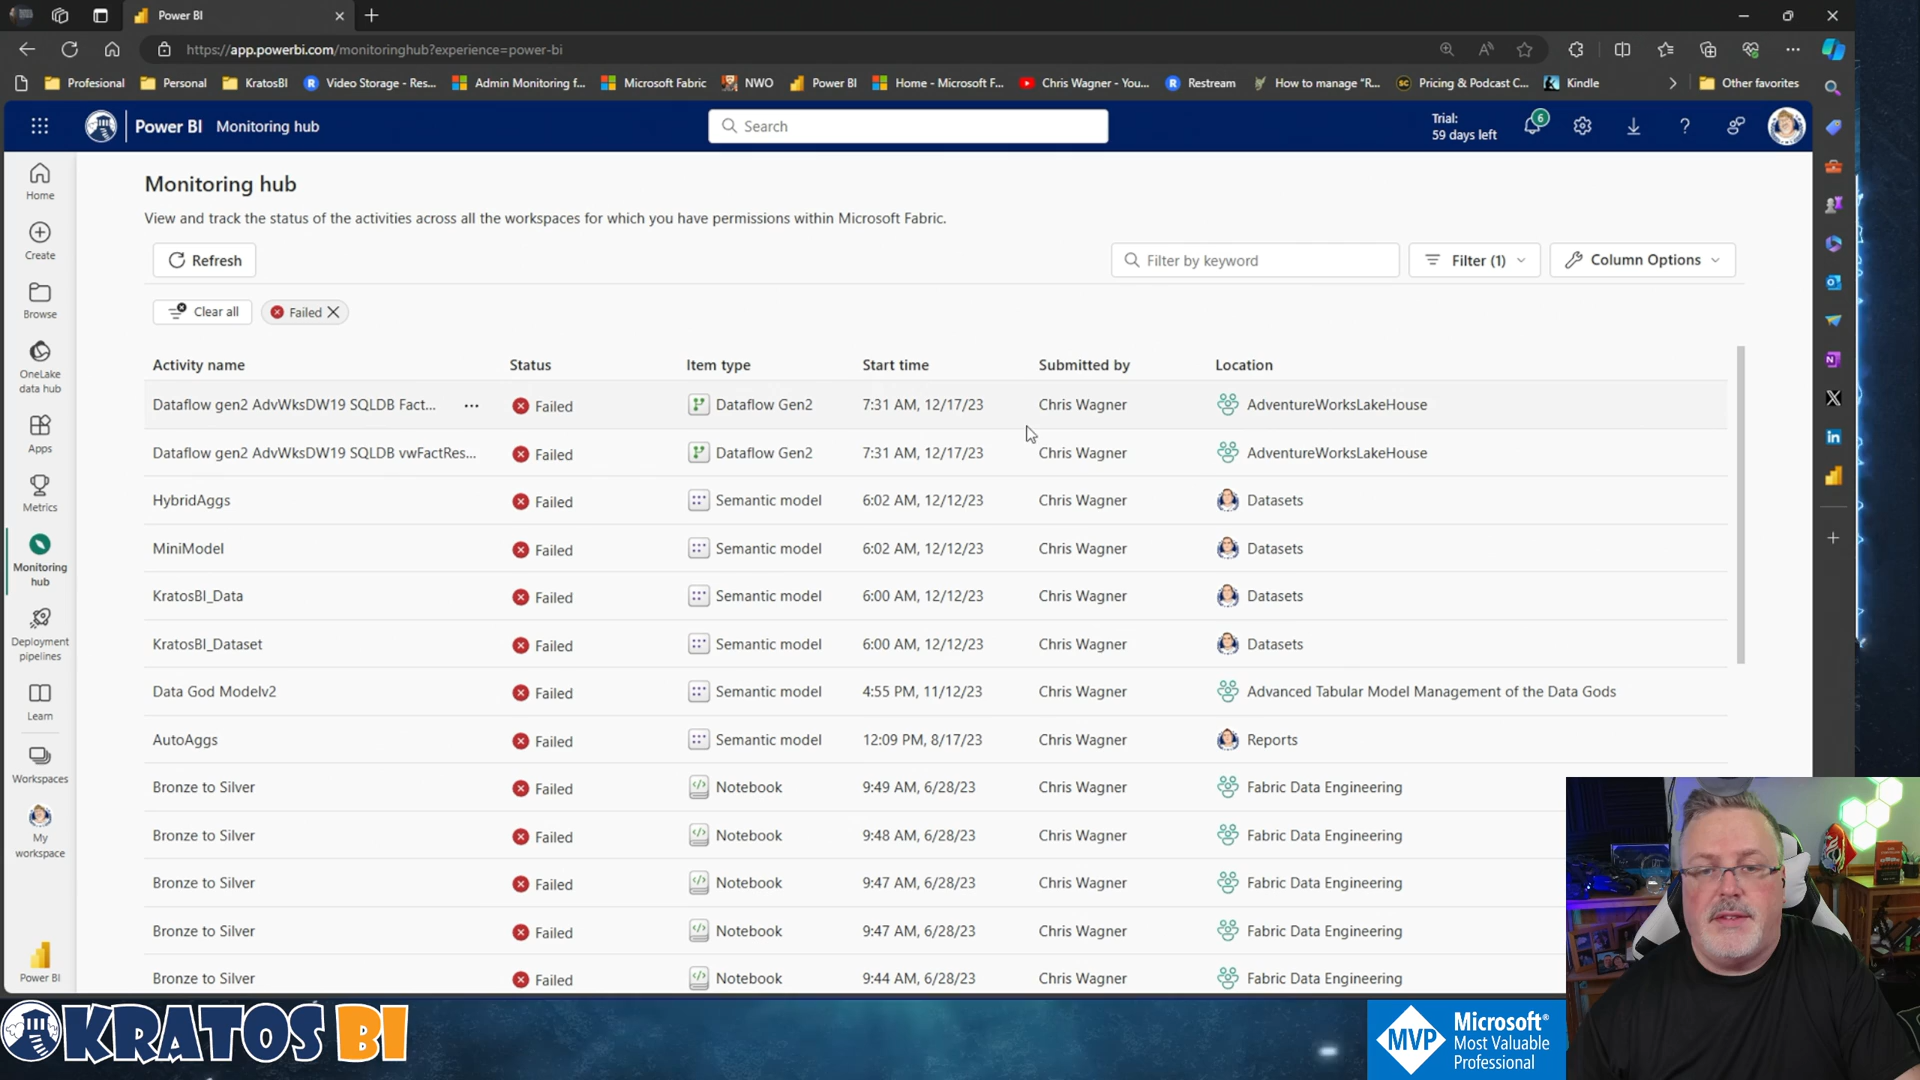 Power BI
https://app.powerbi.com/monitoringhub?experience=power-bi
Profesional
Personal
KratosBI
Video Storage - Res...
Admin Monitoring f...
Microsoft Fabric
NWO
Power BI
Home - Microsoft F...
Chris Wagner - You...
Restream
How to manage "R...
Pricing & Podcast C...
Kindle
Other favorites
Power BI
Monitoring hub
Search
Trial:
59 days left
6
Home
Create
Browse
OneLake
data hub
Apps
Metrics
Monitoring
hub
Deployment
pipelines
Learn
Workspaces
My
workspace
Power BI
Monitoring hub
View and track the status of the activities across all the workspaces for which you have permissions within Microsoft Fabric.
Refresh
Filter by keyword
Filter (1)
Column Options
Clear all
Failed
Activity name Status Item type Start time Submitted by Location
Dataflow gen2 AdvWksDW19 SQLDB Fact... Failed Dataflow Gen2 7:31 AM, 12/17/23 Chris Wagner AdventureWorksLakeHouse
Dataflow gen2 AdvWksDW19 SQLDB vwFactRes... Failed Dataflow Gen2 7:31 AM, 12/17/23 Chris Wagner AdventureWorksLakeHouse
HybridAggs Failed Semantic model 6:02 AM, 12/12/23 Chris Wagner Datasets
MiniModel Failed Semantic model 6:02 AM, 12/12/23 Chris Wagner Datasets
KratosBI_Data Failed Semantic model 6:00 AM, 12/12/23 Chris Wagner Datasets
KratosBI_Dataset Failed Semantic model 6:00 AM, 12/12/23 Chris Wagner Datasets
Data God Modelv2 Failed Semantic model 4:55 PM, 11/12/23 Chris Wagner Advanced Tabular Model Management of the Data Gods
AutoAggs Failed Semantic model 12:09 PM, 8/17/23 Chris Wagner Reports
Bronze to Silver Failed Notebook 9:49 AM, 6/28/23 Chris Wagner Fabric Data Engineering
Bronze to Silver Failed Notebook 9:48 AM, 6/28/23 Chris Wagner Fabric Data Engineering
Bronze to Silver Failed Notebook 9:47 AM, 6/28/23 Chris Wagner Fabric Data Engineering
Bronze to Silver Failed Notebook 9:47 AM, 6/28/23 Chris Wagner Fabric Data Engineering
Bronze to Silver Failed Notebook 9:44 AM, 6/28/23 Chris Wagner Fabric Data Engineering
KRATOS BI
MVP
Microsoft®
Most Valuable
Professional